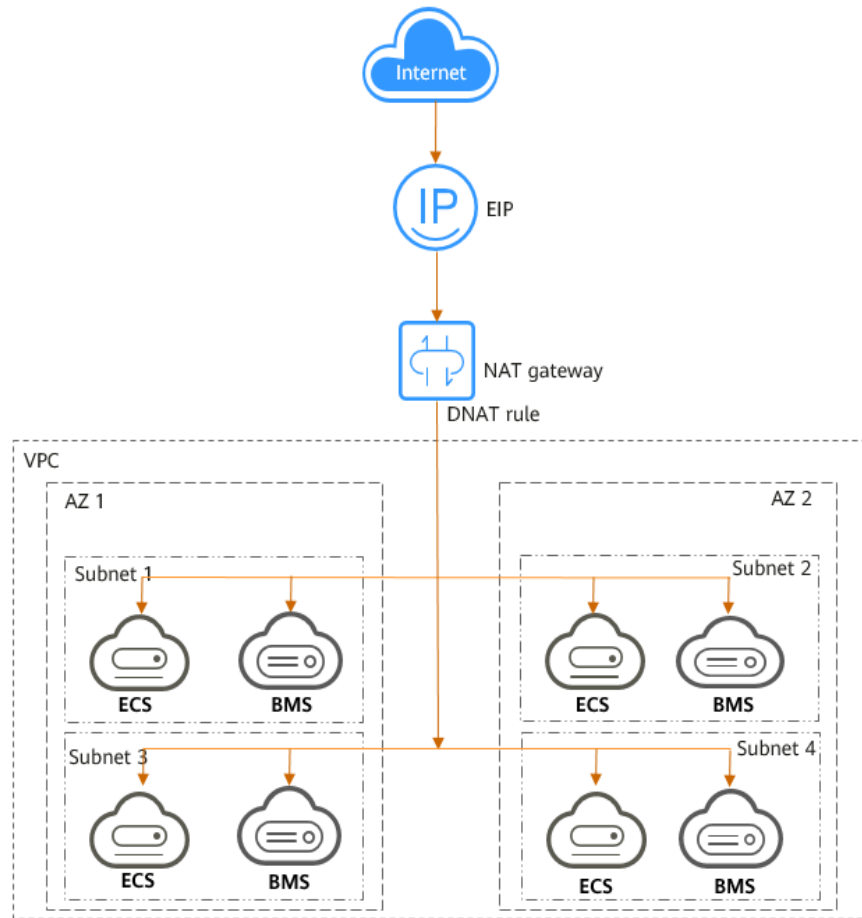 Internet
IP
EIP
NAT gateway
DNAT rule
VPC
AZ 1
AZ 2
Subnet 1
Subnet 2
ECS
BMS
ECS
BMS
Subnet 3
Subnet 4
ECS
BMS
ECS
BMS